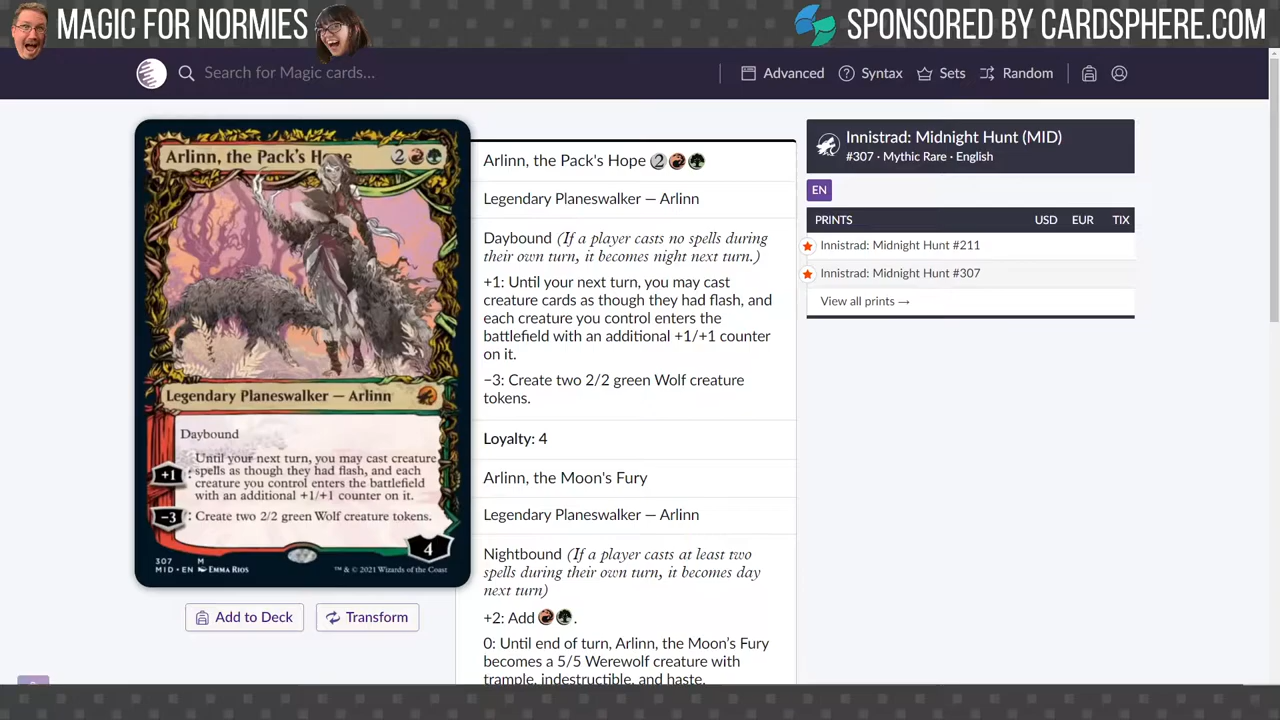 MAGIC FOR NORMIES
SPONSORED BY CARDSPHERE.COM
Search for Magic cards...
Advanced
Syntax
Sets
Random
Arlinn, the Pack's Hope 2
Legendary Planeswalker — Arlinn
Daybound
+1 : Until your next turn, you may cast creature
spells as though they had flash, and each
creature you control enters the battlefield
with an additional +1/+1 counter on it.
−3 : Create two 2/2 green Wolf creature tokens.
4
307 M
MID • EN EMMA RIOS
™ & © 2021 Wizards of the Coast
Add to Deck
Transform
Arlinn, the Pack's Hope 2
Legendary Planeswalker — Arlinn
Daybound (If a player casts no spells during
their own turn, it becomes night next turn.)
+1: Until your next turn, you may cast
creature cards as though they had flash, and
each creature you control enters the
battlefield with an additional +1/+1 counter
on it.
−3: Create two 2/2 green Wolf creature
tokens.
Loyalty: 4
Arlinn, the Moon's Fury
Legendary Planeswalker — Arlinn
Nightbound (If a player casts at least two
spells during their own turn, it becomes day
next turn)
+2: Add .
0: Until end of turn, Arlinn, the Moon's Fury
becomes a 5/5 Werewolf creature with
trample, indestructible, and haste.
Innistrad: Midnight Hunt (MID)
#307 · Mythic Rare · English
EN
PRINTS USD EUR TIX
Innistrad: Midnight Hunt #211
Innistrad: Midnight Hunt #307
View all prints →